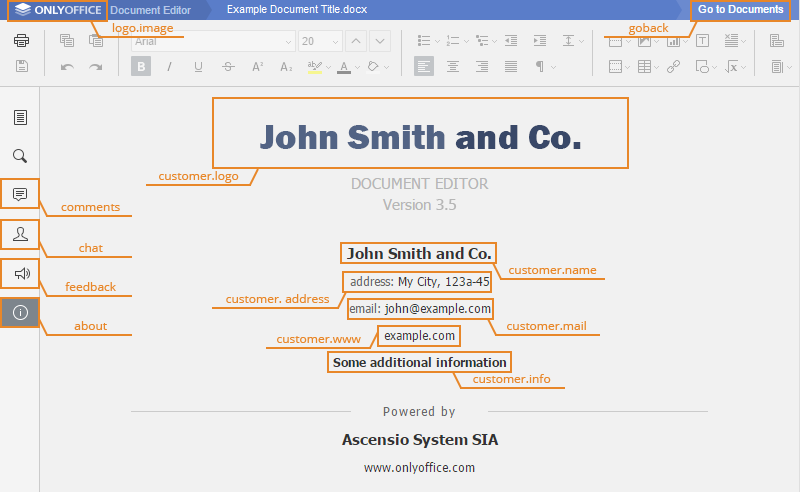 ONLYOFFICE Document Editor Example Document Title.docx Go to Documents
logo.image goback
Arial 20
B I U S A² A₂
John Smith and Co.
customer.logo
DOCUMENT EDITOR
Version 3.5
comments
chat
feedback
about
John Smith and Co.
customer.name
address: My City, 123a-45
customer. address
email: john@example.com
customer.mail
example.com
customer.www
Some additional information
customer.info
Powered by
Ascensio System SIA
www.onlyoffice.com